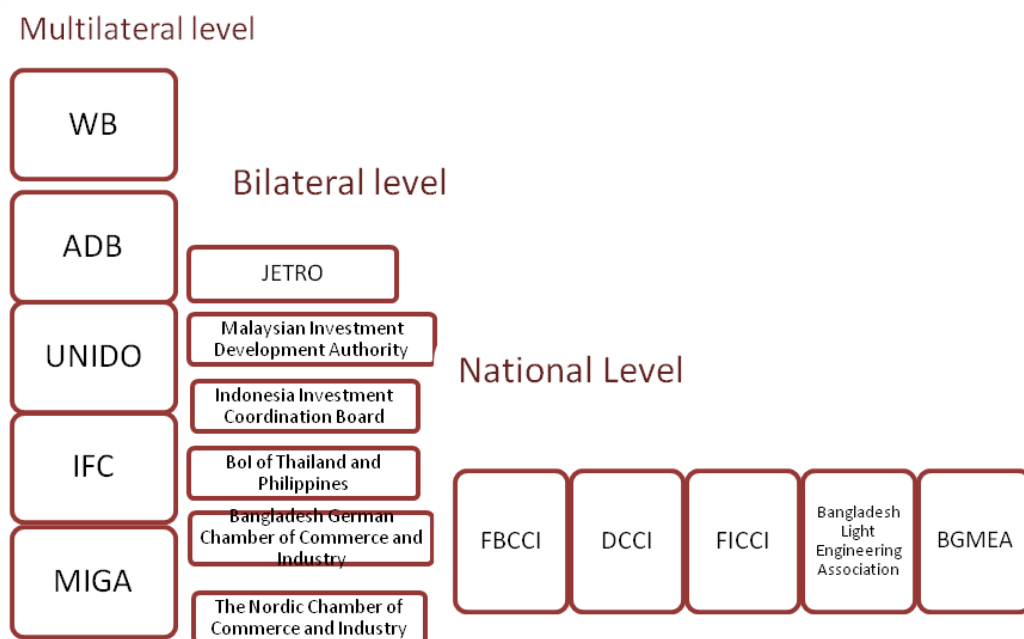 Multilateral level
WB
ADB
UNIDO
IFC
MIGA
Bilateral level
JETRO
Malaysian Investment
Development Authority
Indonesia Investment
Coordination Board
BoI of Thailand and
Philippines
Bangladesh German
Chamber of Commerce and
Industry
The Nordic Chamber of
Commerce and Industry
National Level
FBCCI
DCCI
FICCI
Bangladesh
Light
Engineering
Association
BGMEA